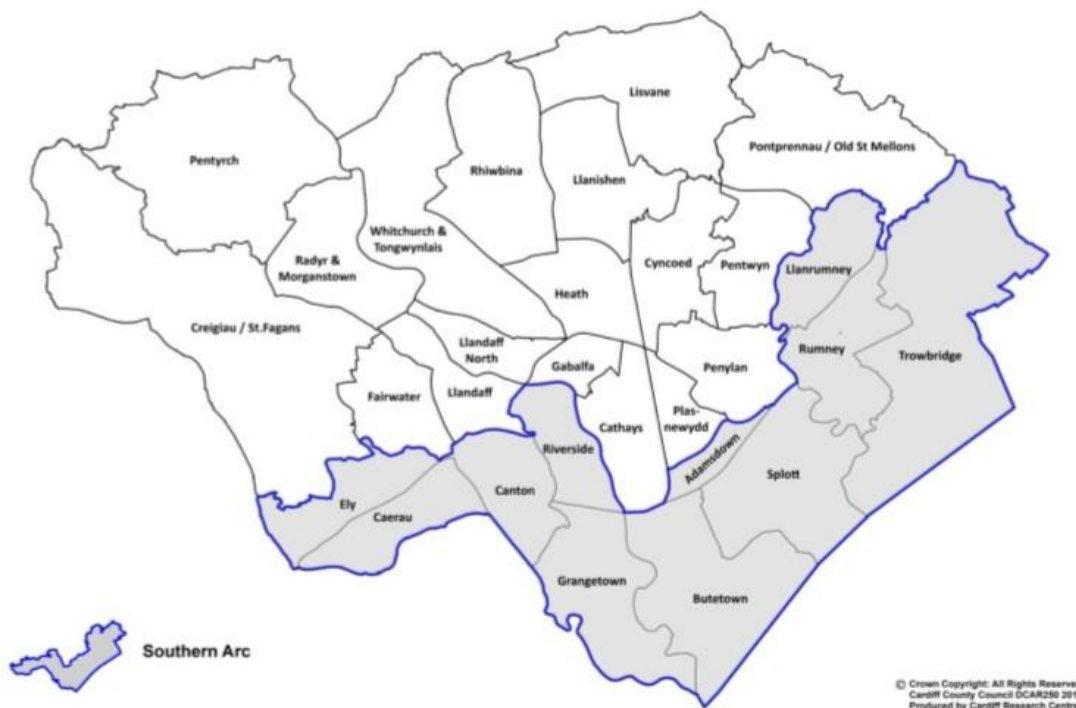 Lisvane
Pontprennau / Old St Mellons
Pentyrch
Rhiwbina
Llanishen
Whitchurch &
Tongwynlais
Radyr &
Morganstown
Cyncoed
Pentwyn
Llanrumney
Heath
Creigiau / St.Fagans
Llandaff
North
Rumney
Trowbridge
Gabalfa
Penylan
Fairwater
Llandaff
Cathays
Plas-
newydd
Riverside
Adamsdown
Splott
Ely
Canton
Caerau
Grangetown
Butetown
Southern Arc
© Crown Copyright: All Rights Reserve
Cardiff County Council DCAR250 201
Produced by Cardiff Research Centre